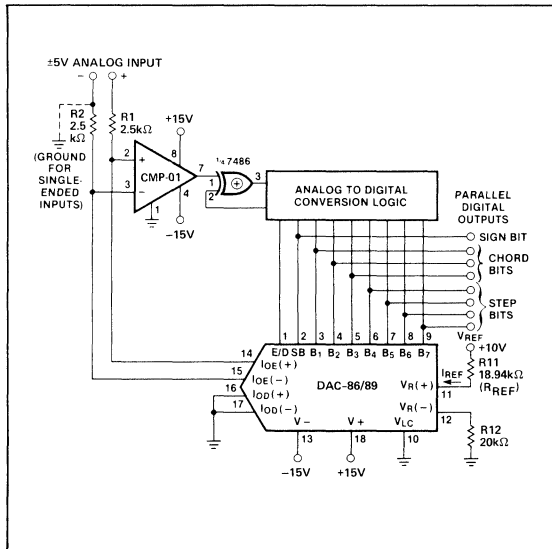 ±5V ANALOG INPUT
− +
R2
2.5
kΩ
R1
2.5kΩ
(GROUND
FOR
SINGLE-
ENDED
INPUTS)
+15V
8
2
+
CMP-01
3
−
7
1
4
−15V
¼ 7486
1
2
3
ANALOG TO DIGITAL
CONVERSION LOGIC
PARALLEL
DIGITAL
OUTPUTS
SIGN BIT
CHORD
BITS
STEP
BITS
1 2 3 4 5 6 7 8 9
E/D SB B1 B2 B3 B4 B5 B6 B7
VREF
+10V
R11
18.94kΩ
(RREF)
IREF
14 IOE(+)
15 IOE(−)
16 IOD(+)
17 IOD(−)
DAC-86/89
VR(+) 11
VR(−) 12
R12
20kΩ
V− V+ VLC
13 18 10
−15V +15V